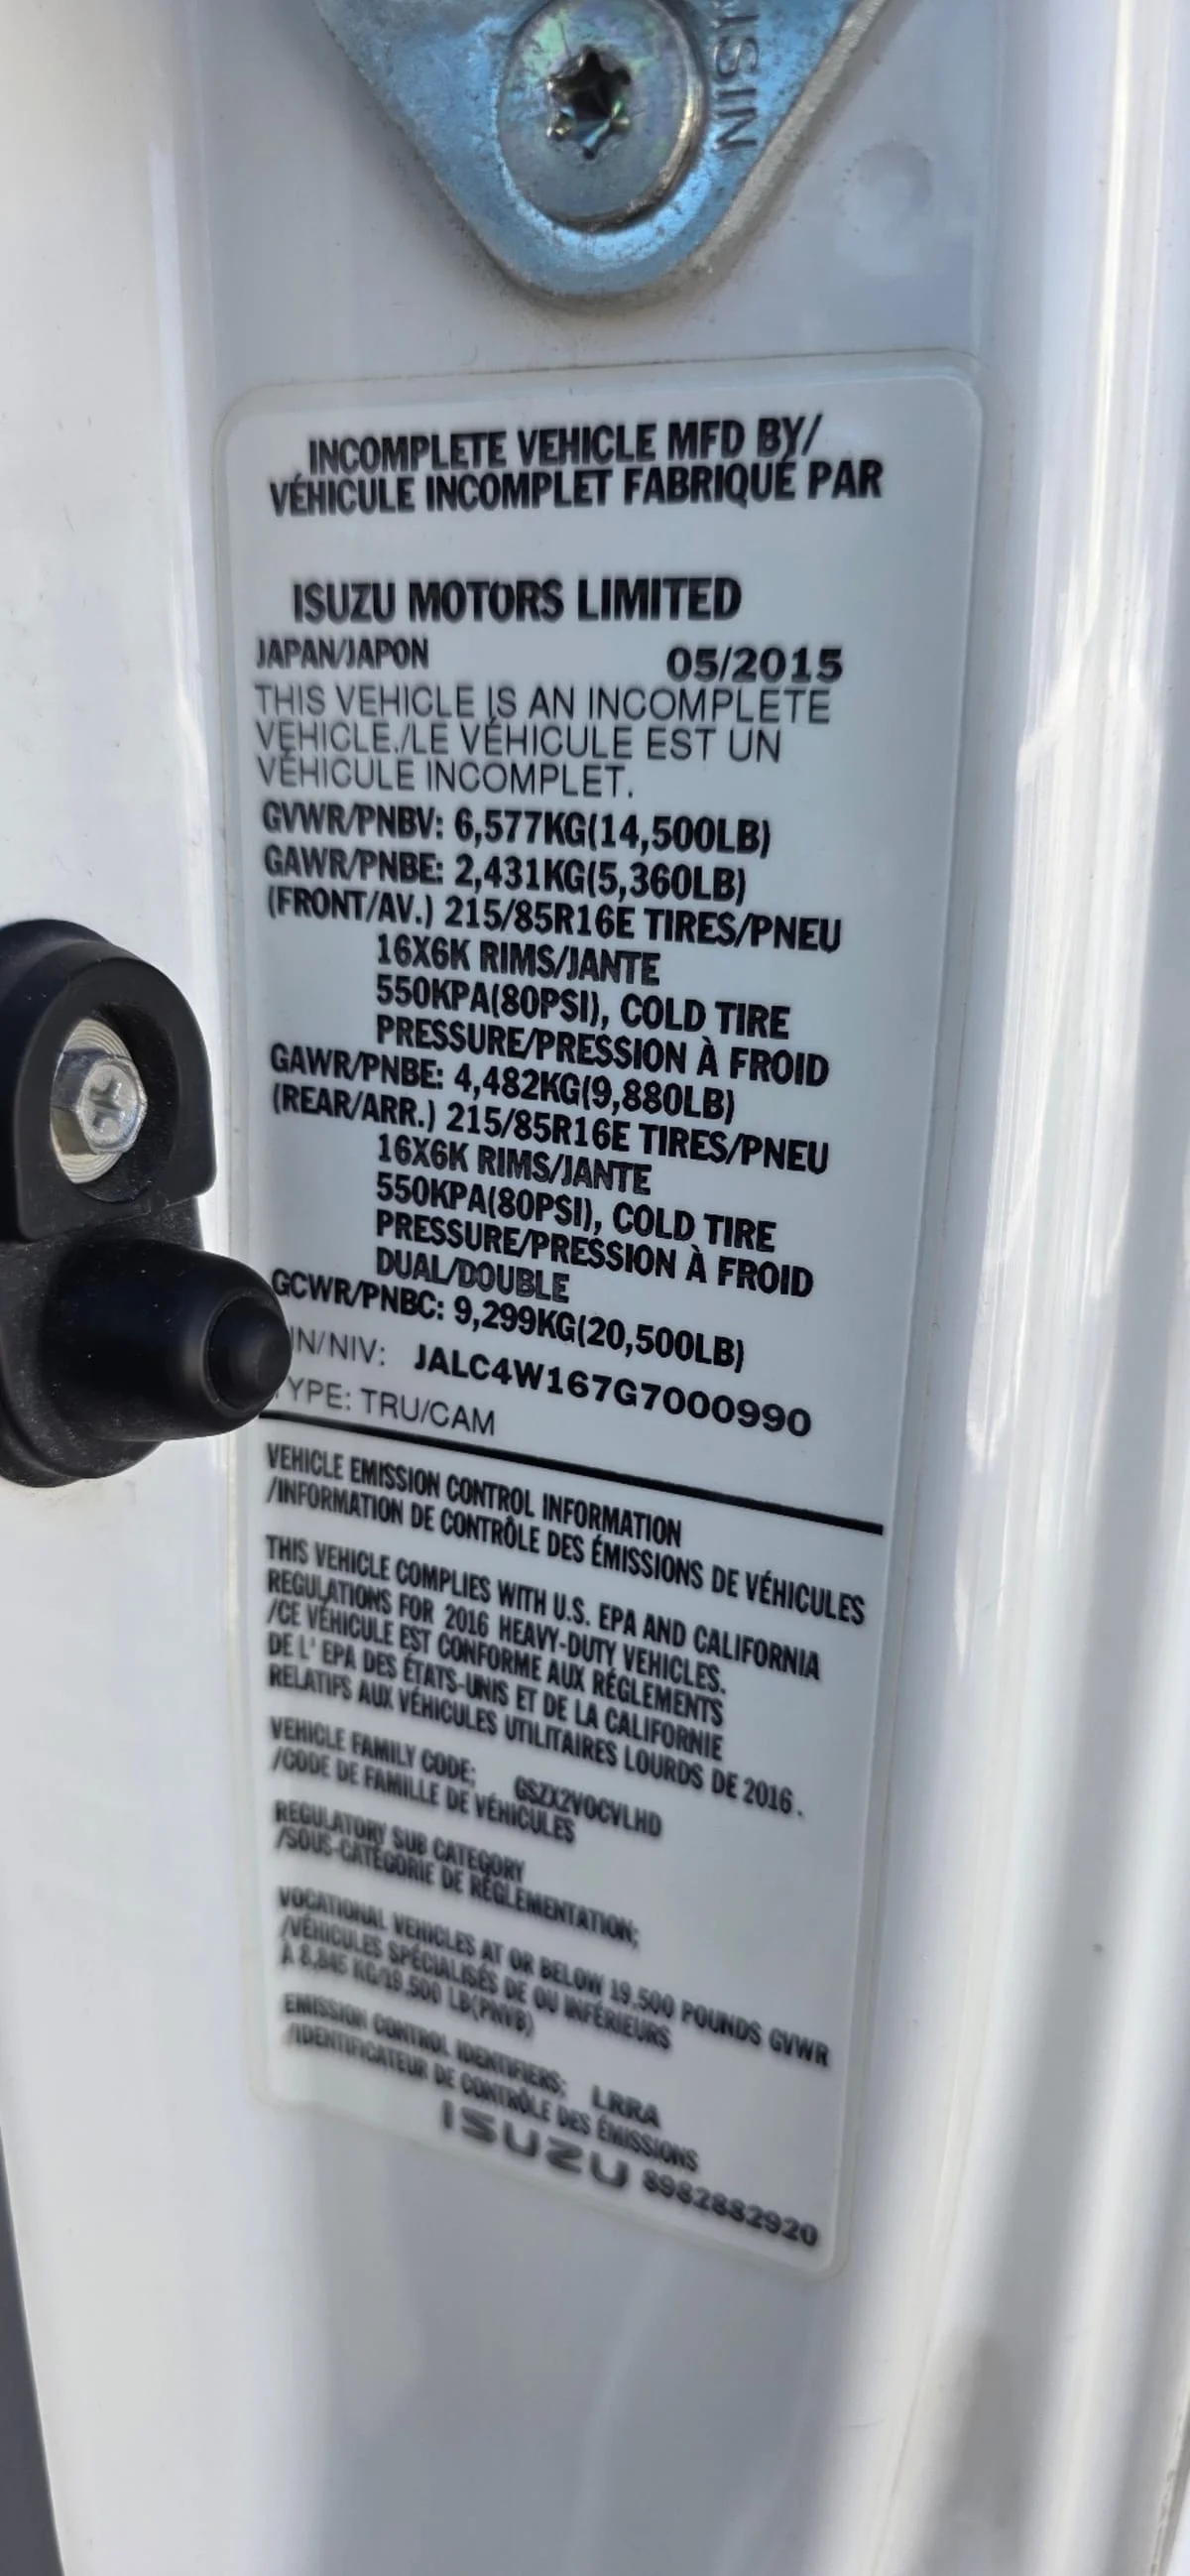 UISIN
INCOMPLETE VEHICLE MFD BY/
VÉHICULE INCOMPLET FABRIQUÉ PAR
ISUZU MOTORS LIMITED
JAPAN/JAPON 05/2015
THIS VEHICLE IS AN INCOMPLETE
VEHICLE./LE VÉHICULE EST UN
VÉHICULE INCOMPLET.
GVWR/PNBV: 6,577KG(14,500LB)
GAWR/PNBE: 2,431KG(5,360LB)
(FRONT/AV.) 215/85R16E TIRES/PNEU
16X6K RIMS/JANTE
550KPA(80PSI), COLD TIRE
PRESSURE/PRESSION À FROID
GAWR/PNBE: 4,482KG(9,880LB)
(REAR/ARR.) 215/85R16E TIRES/PNEU
16X6K RIMS/JANTE
550KPA(80PSI), COLD TIRE
PRESSURE/PRESSION À FROID
DUAL/DOUBLE
GCWR/PNBC: 9,299KG(20,500LB)
IN/NIV: JALC4W167G7000990
YPE: TRU/CAM
VEHICLE EMISSION CONTROL INFORMATION
/INFORMATION DE CONTRÔLE DES ÉMISSIONS DE VÉHICULES
THIS VEHICLE COMPLIES WITH U.S. EPA AND CALIFORNIA
REGULATIONS FOR 2016 HEAVY-DUTY VEHICLES.
/CE VÉHICULE EST CONFORME AUX RÉGLEMENTS
DE L' EPA DES ÉTATS-UNIS ET DE LA CALIFORNIE
RELATIFS AUX VÉHICULES UTILITAIRES LOURDS DE 2016.
VEHICLE FAMILY CODE; GSZX2VOCVLHD
/CODE DE FAMILLE DE VÉHICULES
REGULATORY SUB CATEGORY
/SOUS-CATÉGORIE DE RÉGLEMENTATION;
VOCATIONAL VEHICLES AT OR BELOW 19,500 POUNDS GVWR
/VÉHICULES SPÉCIALISÉS DE OU INFÉRIEURS
À 8,845 KG/19,500 LB(PNVB)
EMISSION CONTROL IDENTIFIERS; LRRA
/IDENTIFICATEUR DE CONTRÔLE DES ÉMISSIONS
ISUZU 8982882920